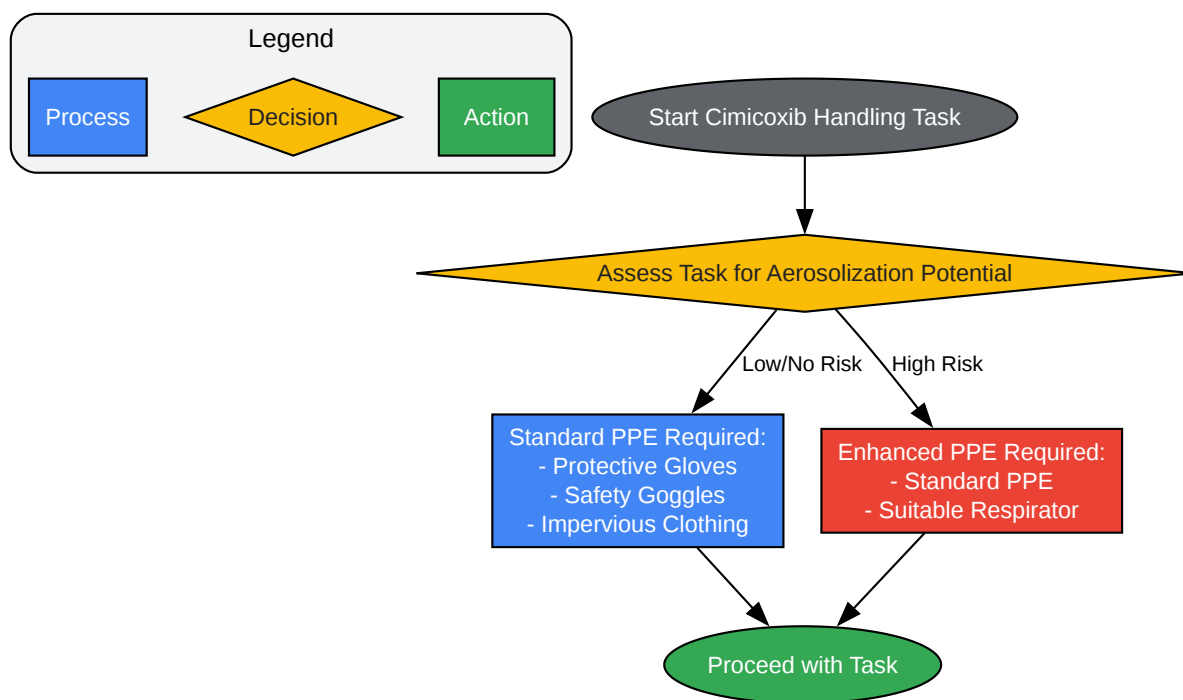 Legend
Process
Decision
Action
Start Cimicoxib Handling Task
Assess Task for Aerosolization Potential
Low/No Risk
High Risk
Standard PPE Required:
- Protective Gloves
- Safety Goggles
- Impervious Clothing
Enhanced PPE Required:
- Standard PPE
- Suitable Respirator
Proceed with Task